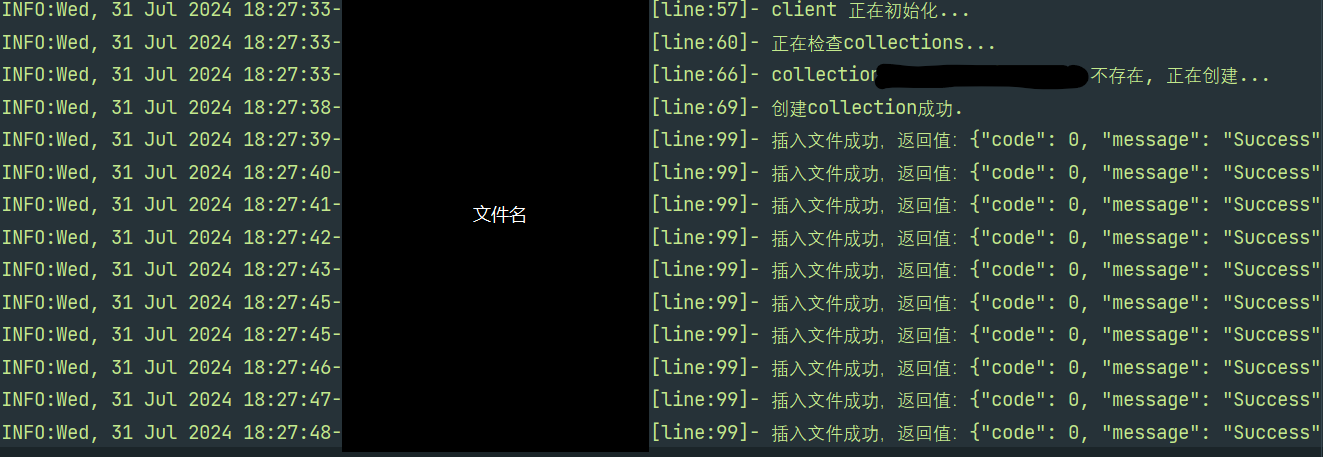 INFO:Wed, 31 Jul 2024 18:27:33- [line:57]- client 正在初始化...
INFO:Wed, 31 Jul 2024 18:27:33- [line:60]- 正在检查collections...
INFO:Wed, 31 Jul 2024 18:27:33- [line:66]- collection 不存在, 正在创建...
INFO:Wed, 31 Jul 2024 18:27:38- [line:69]- 创建collection成功.
INFO:Wed, 31 Jul 2024 18:27:39- [line:99]- 插入文件成功, 返回值: {"code": 0, "message": "Success"
INFO:Wed, 31 Jul 2024 18:27:40- [line:99]- 插入文件成功, 返回值: {"code": 0, "message": "Success"
INFO:Wed, 31 Jul 2024 18:27:41- 文件名 [line:99]- 插入文件成功, 返回值: {"code": 0, "message": "Success"
INFO:Wed, 31 Jul 2024 18:27:42- [line:99]- 插入文件成功, 返回值: {"code": 0, "message": "Success"
INFO:Wed, 31 Jul 2024 18:27:43- [line:99]- 插入文件成功, 返回值: {"code": 0, "message": "Success"
INFO:Wed, 31 Jul 2024 18:27:45- [line:99]- 插入文件成功, 返回值: {"code": 0, "message": "Success"
INFO:Wed, 31 Jul 2024 18:27:45- [line:99]- 插入文件成功, 返回值: {"code": 0, "message": "Success"
INFO:Wed, 31 Jul 2024 18:27:46- [line:99]- 插入文件成功, 返回值: {"code": 0, "message": "Success"
INFO:Wed, 31 Jul 2024 18:27:47- [line:99]- 插入文件成功, 返回值: {"code": 0, "message": "Success"
INFO:Wed, 31 Jul 2024 18:27:48- [line:99]- 插入文件成功, 返回值: {"code": 0, "message": "Success"